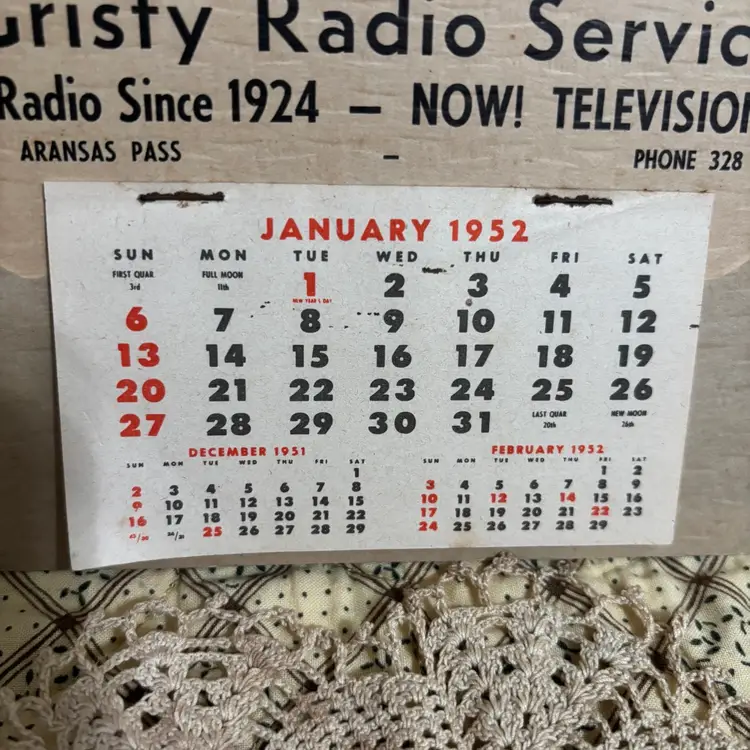 Gristy Radio Servic
Radio Since 1924 — NOW! TELEVISION
ARANSAS PASS – PHONE 328
JANUARY 1952
SUN MON TUE WED THU FRI SAT
FIRST QUAR 3rd FULL MOON 11th 1 2 3 4 5
NEW YEAR'S DAY
6 7 8 9 10 11 12
13 14 15 16 17 18 19
20 21 22 23 24 25 26
27 28 29 30 31 LAST QUAR 20th NEW MOON 26th
DECEMBER 1951
SUN MON TUE WED THU FRI SAT
1
2 3 4 5 6 7 8
9 10 11 12 13 14 15
16 17 18 19 20 21 22
23/30 24/31 25 26 27 28 29
FEBRUARY 1952
SUN MON TUE WED THU FRI SAT
1 2
3 4 5 6 7 8 9
10 11 12 13 14 15 16
17 18 19 20 21 22 23
24 25 26 27 28 29